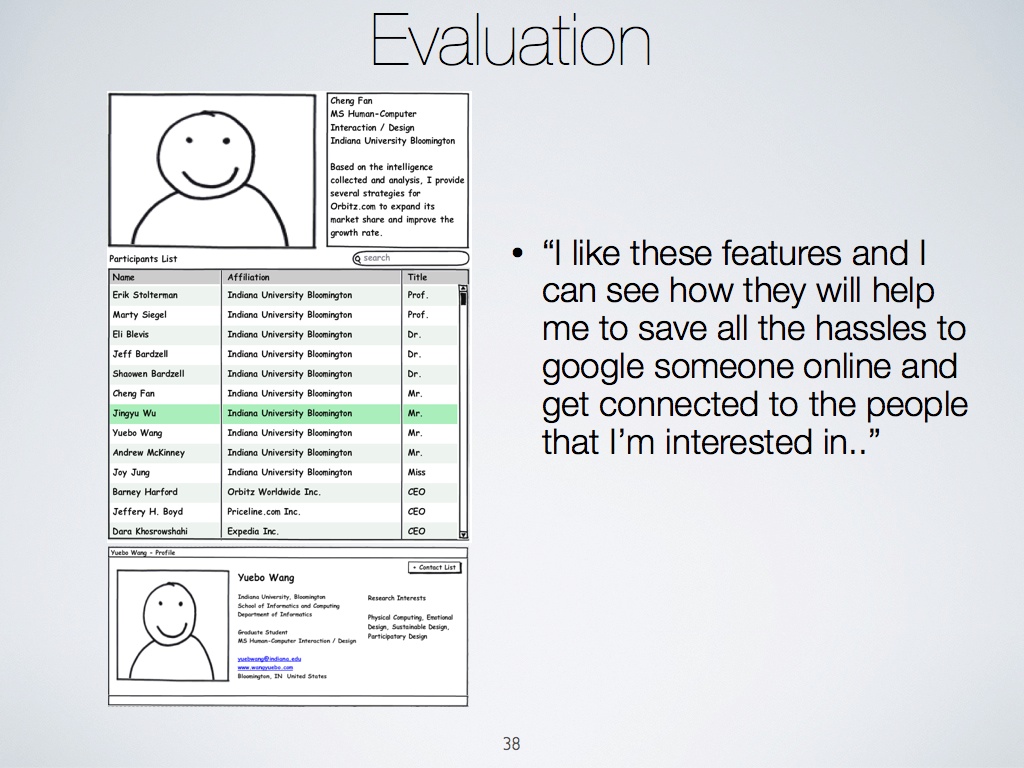 Evaluation
Cheng Fan
MS Human-Computer
Interaction / Design
Indiana University Bloomington
Based on the intelligence
collected and analysis, I provide
several strategies for
Orbitz.com to expand its
market share and improve the
growth rate.
Participants List
search
Name Affiliation Title
Erik Stolterman Indiana University Bloomington Prof.
Marty Siegel Indiana University Bloomington Prof.
Eli Blevis Indiana University Bloomington Dr.
Jeff Bardzell Indiana University Bloomington Dr.
Shaowen Bardzell Indiana University Bloomington Dr.
Cheng Fan Indiana University Bloomington Mr.
Jingyu Wu Indiana University Bloomington Mr.
Yuebo Wang Indiana University Bloomington Mr.
Andrew McKinney Indiana University Bloomington Mr.
Joy Jung Indiana University Bloomington Miss
Barney Harford Orbitz Worldwide Inc. CEO
Jeffery H. Boyd Priceline.com Inc. CEO
Dara Khosrowshahi Expedia Inc. CEO
Yuebo Wang - Profile
+ Contact List
Yuebo Wang
Indiana University, Bloomington
School of Informatics and Computing
Department of Informatics
Graduate Student
MS Human-Computer Interaction / Design
yuebwang@indiana.edu
www.wangyuebo.com
Bloomington, IN United States
Research Interests
Physical Computing, Emotional
Design, Sustainable Design,
Participatory Design
• “I like these features and I
can see how they will help
me to save all the hassles to
google someone online and
get connected to the people
that I’m interested in..”
38